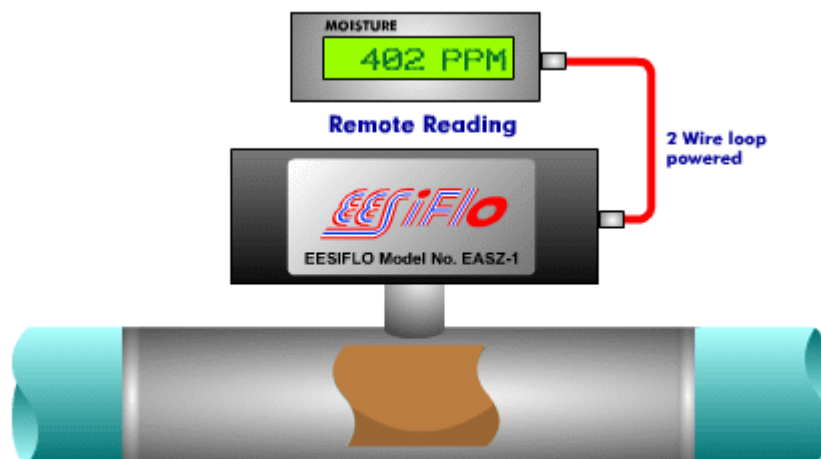 MOISTURE
402 PPM
Remote Reading
2 Wire loop
powered
EESiFlo
EESIFLO Model No. EASZ-1